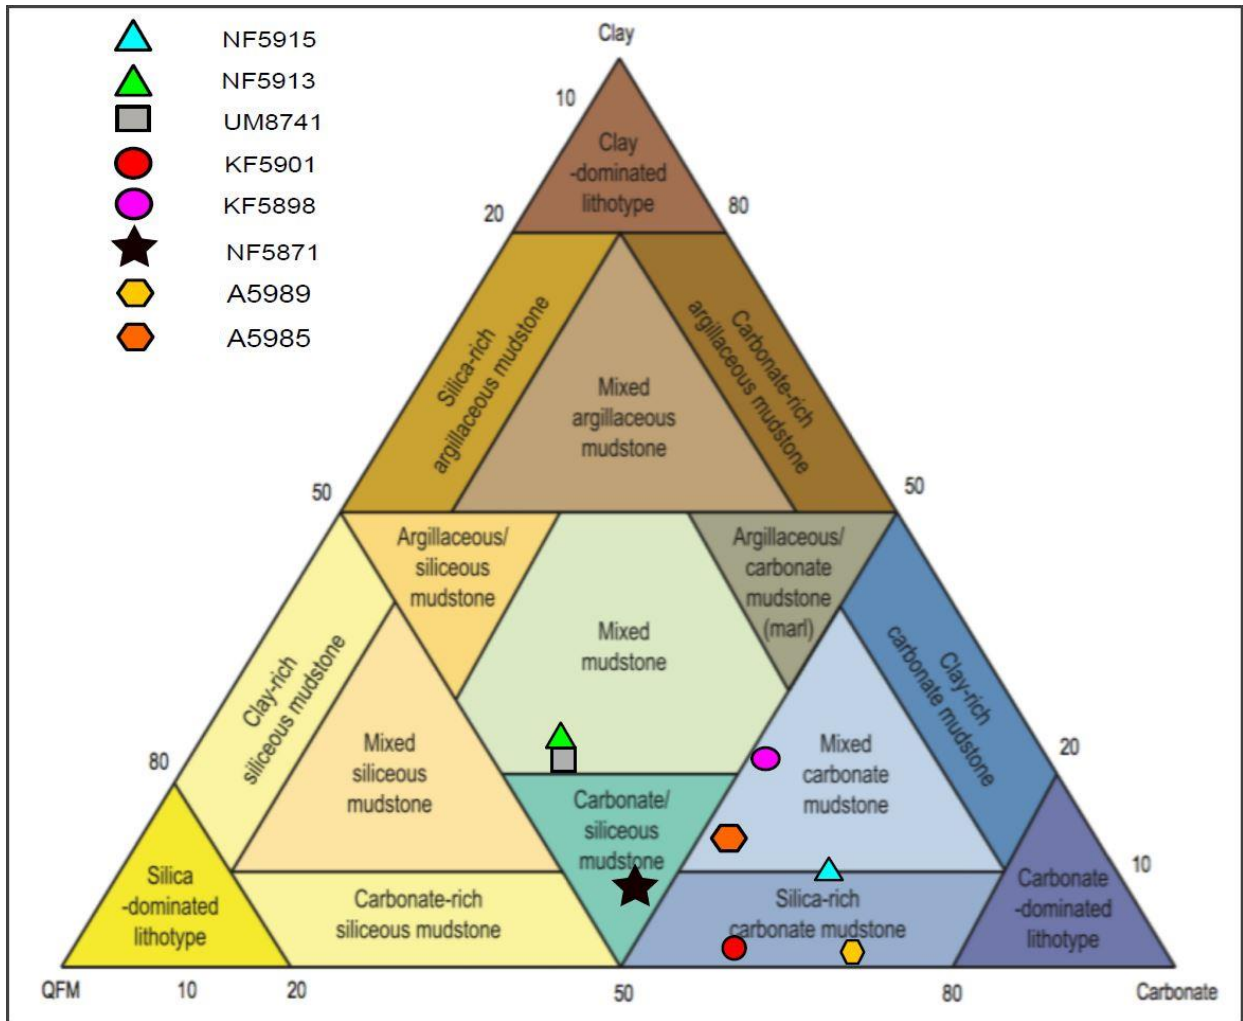 NF5915
NF5913
UM8741
KF5901
KF5898
NF5871
A5989
A5985
Clay
10
Clay
-dominated
lithotype
20
80
Silica-rich
argillaceous mudstone
Mixed
argillaceous
mudstone
Carbonate-rich
argillaceous mudstone
50
50
Argillaceous/
siliceous
mudstone
Argillaceous/
carbonate
mudstone
(marl)
Mixed
mudstone
Clay-rich
siliceous mudstone
Clay-rich
carbonate mudstone
80
20
Mixed
siliceous
mudstone
Mixed
carbonate
mudstone
Carbonate/
siliceous
mudstone
10
Silica
-dominated
lithotype
Carbonate-rich
siliceous mudstone
Silica-rich
carbonate mudstone
Carbonate
-dominated
lithotype
QFM
10
20
50
80
Carbonate